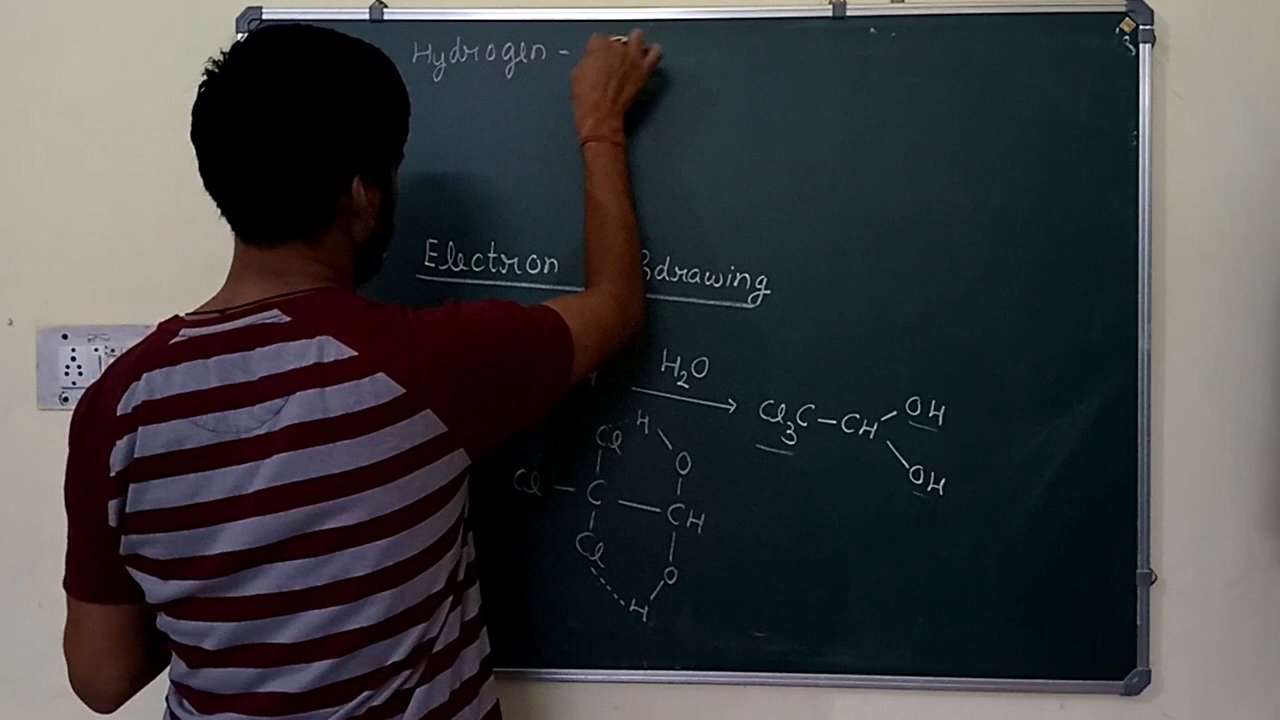 Hydrogen -
Electron drawing
H₂O
Cl₃C - CH
OH
OH
Cl H
O
Cl - C - CH
Cl
O
H